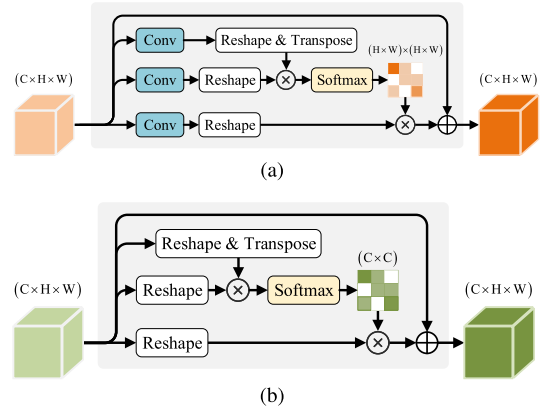 Conv
Reshape & Transpose
(H×W)×(H×W)
(C×H×W)
Conv
Reshape
×
Softmax
(C×H×W)
Conv
Reshape
×
+
(a)
Reshape & Transpose
(C×C)
(C×H×W)
Reshape
×
Softmax
(C×H×W)
Reshape
×
+
(b)